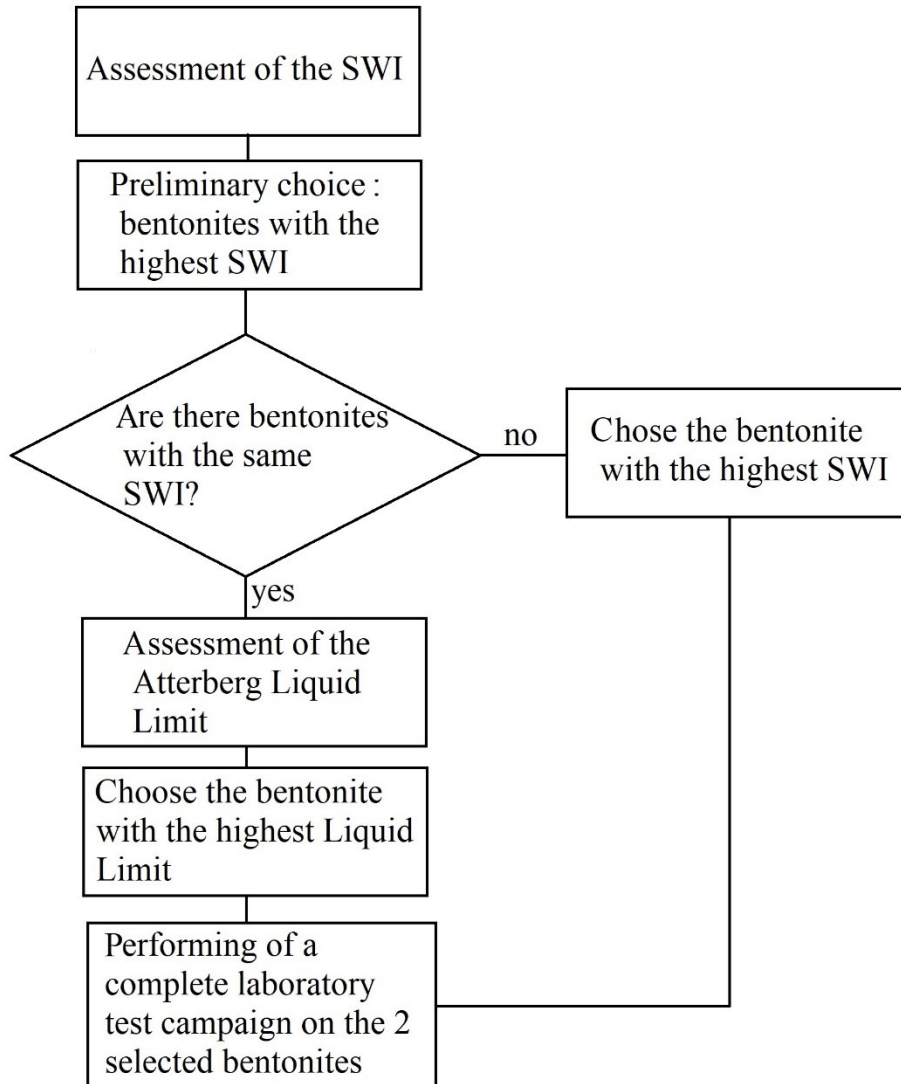 Assessment of the SWI
Preliminary choice :
bentonites with the
highest SWI
Are there bentonites
with the same
SWI?
no
Chose the bentonite
with the highest SWI
yes
Assessment of the
Atterberg Liquid
Limit
Choose the bentonite
with the highest Liquid
Limit
Performing of a
complete laboratory
test campaign on the 2
selected bentonites